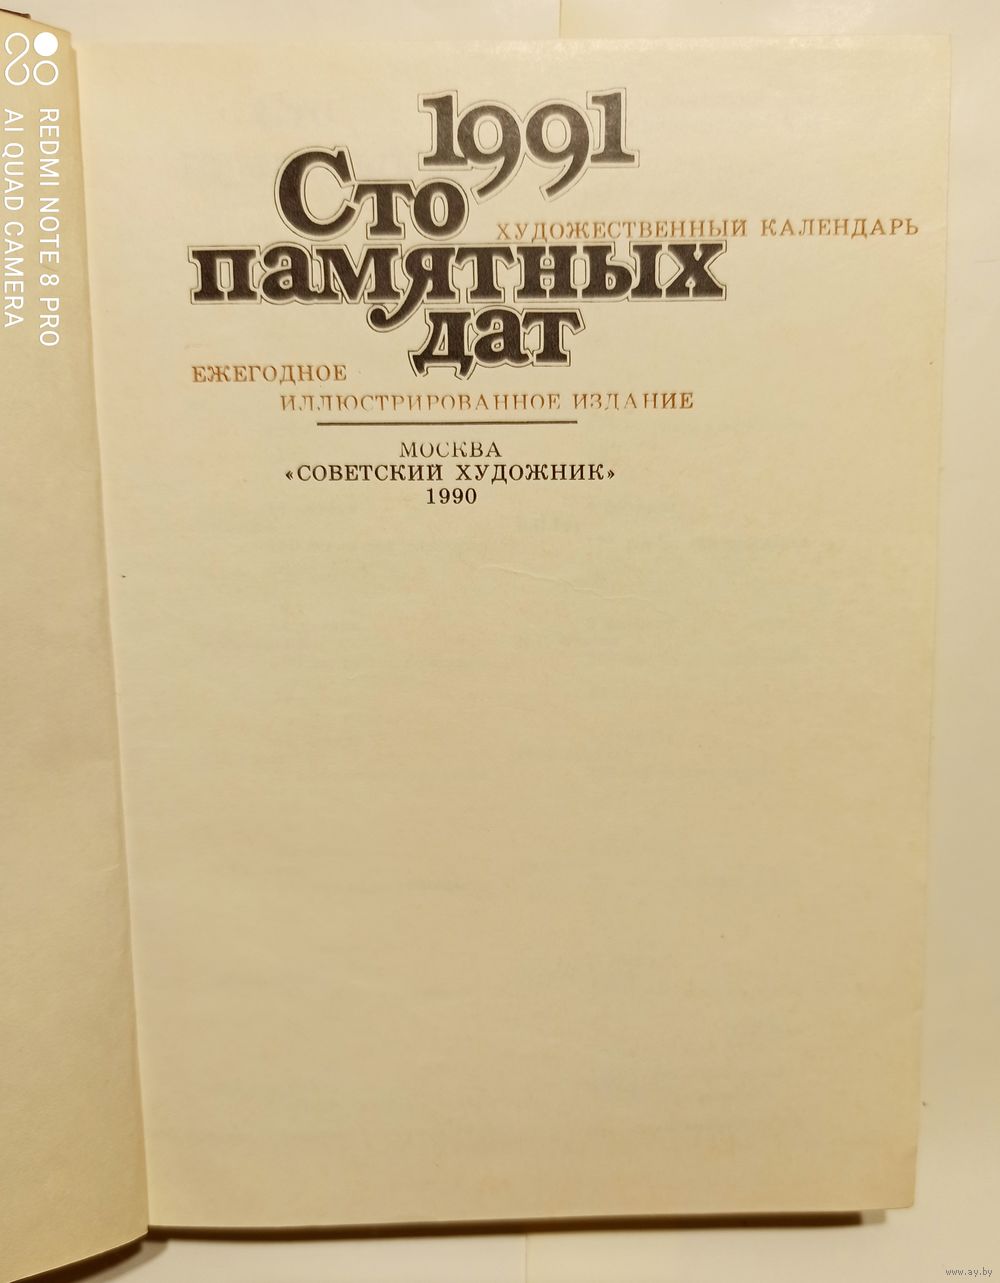 1991
Сто
ХУДОЖЕСТВЕННЫЙ КАЛЕНДАРЬ
памятных
дат
ЕЖЕГОДНОЕ
ИЛЛЮСТРИРОВАННОЕ ИЗДАНИЕ
МОСКВА
«СОВЕТСКИЙ ХУДОЖНИК»
1990
REDMI NOTE 8 PRO
AI QUAD CAMERA
www.ay.by